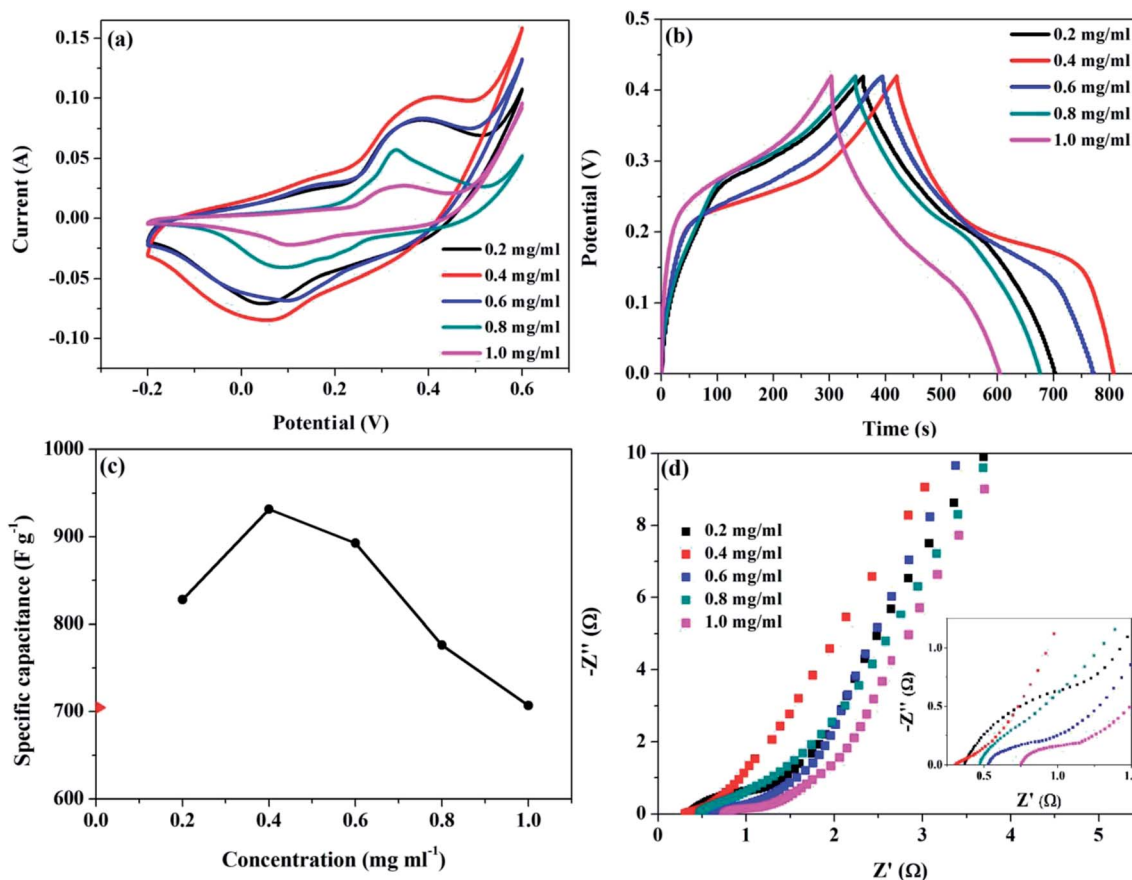 (a)
0.15
0.10
0.05
0.00
-0.05
-0.10
Current (A)
0.2 mg/ml
0.4 mg/ml
0.6 mg/ml
0.8 mg/ml
1.0 mg/ml
-0.2 0.0 0.2 0.4 0.6
Potential (V)
(b)
0.5
0.4
0.3
0.2
0.1
0.0
Potential (V)
0.2 mg/ml
0.4 mg/ml
0.6 mg/ml
0.8 mg/ml
1.0 mg/ml
0 100 200 300 400 500 600 700 800
Time (s)
(c)
1000
900
800
700
600
Specific capacitance (F g⁻¹)
0.0 0.2 0.4 0.6 0.8 1.0
Concentration (mg ml⁻¹)
(d)
10
8
6
4
2
0
-Z'' (Ω)
0.2 mg/ml
0.4 mg/ml
0.6 mg/ml
0.8 mg/ml
1.0 mg/ml
1.0
0.5
0.0
-Z'' (Ω)
0.5 1.0
Z' (Ω)
0 1 2 3 4 5
Z' (Ω)